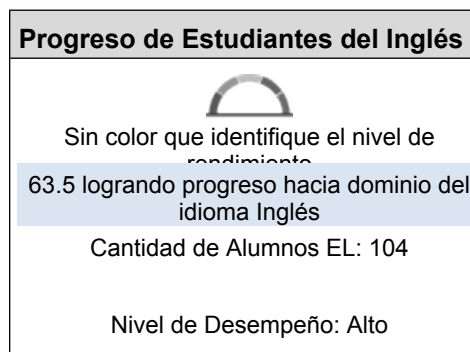 Progreso de Estudiantes del Inglés
Sin color que identifique el nivel de
rendimiento
63.5 logrando progreso hacia dominio del
idioma Inglés
Cantidad de Alumnos EL: 104
Nivel de Desempeño: Alto